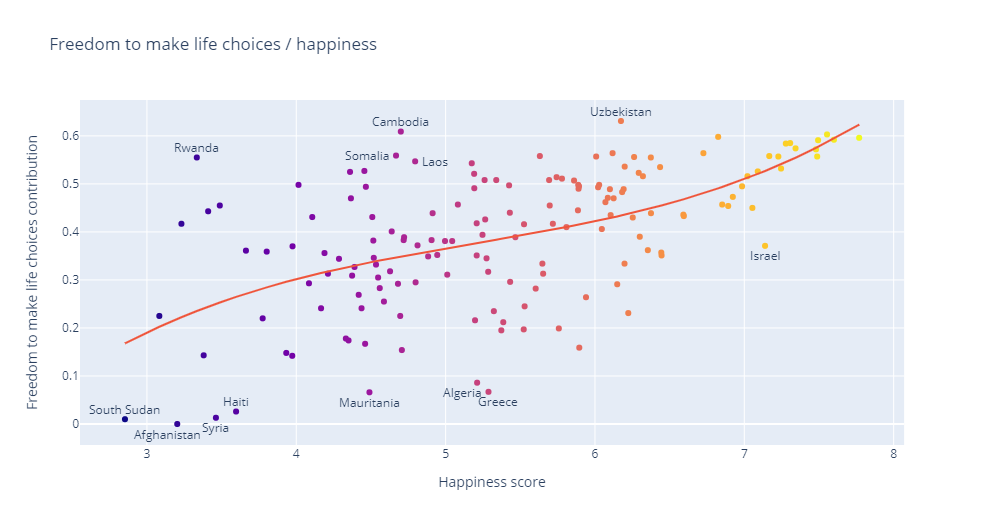 Freedom to make life choices / happiness
Freedom to make life choices contribution
0.6
0.5
0.4
0.3
0.2
0.1
0
Uzbekistan
Cambodia
Rwanda
Somalia
Laos
Israel
Algeria
Greece
Mauritania
Haiti
South Sudan
Syria
Afghanistan
3 4 5 6 7 8
Happiness score